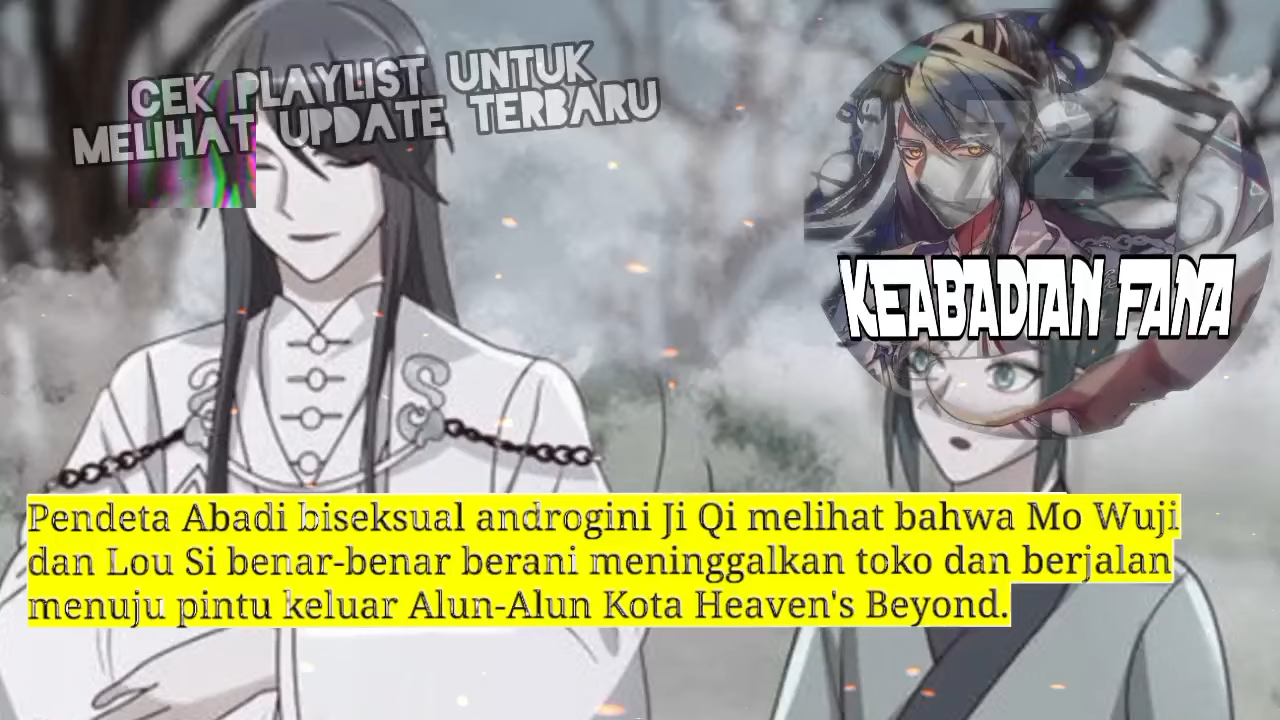 CEK PLAYLIST UNTUK
MELIHAT UPDATE TERBARU
72
KEABADIAN FANA
Pendeta Abadi biseksual androgini Ji Qi melihat bahwa Mo Wuji
dan Lou Si benar-benar berani meninggalkan toko dan berjalan
menuju pintu keluar Alun-Alun Kota Heaven's Beyond.